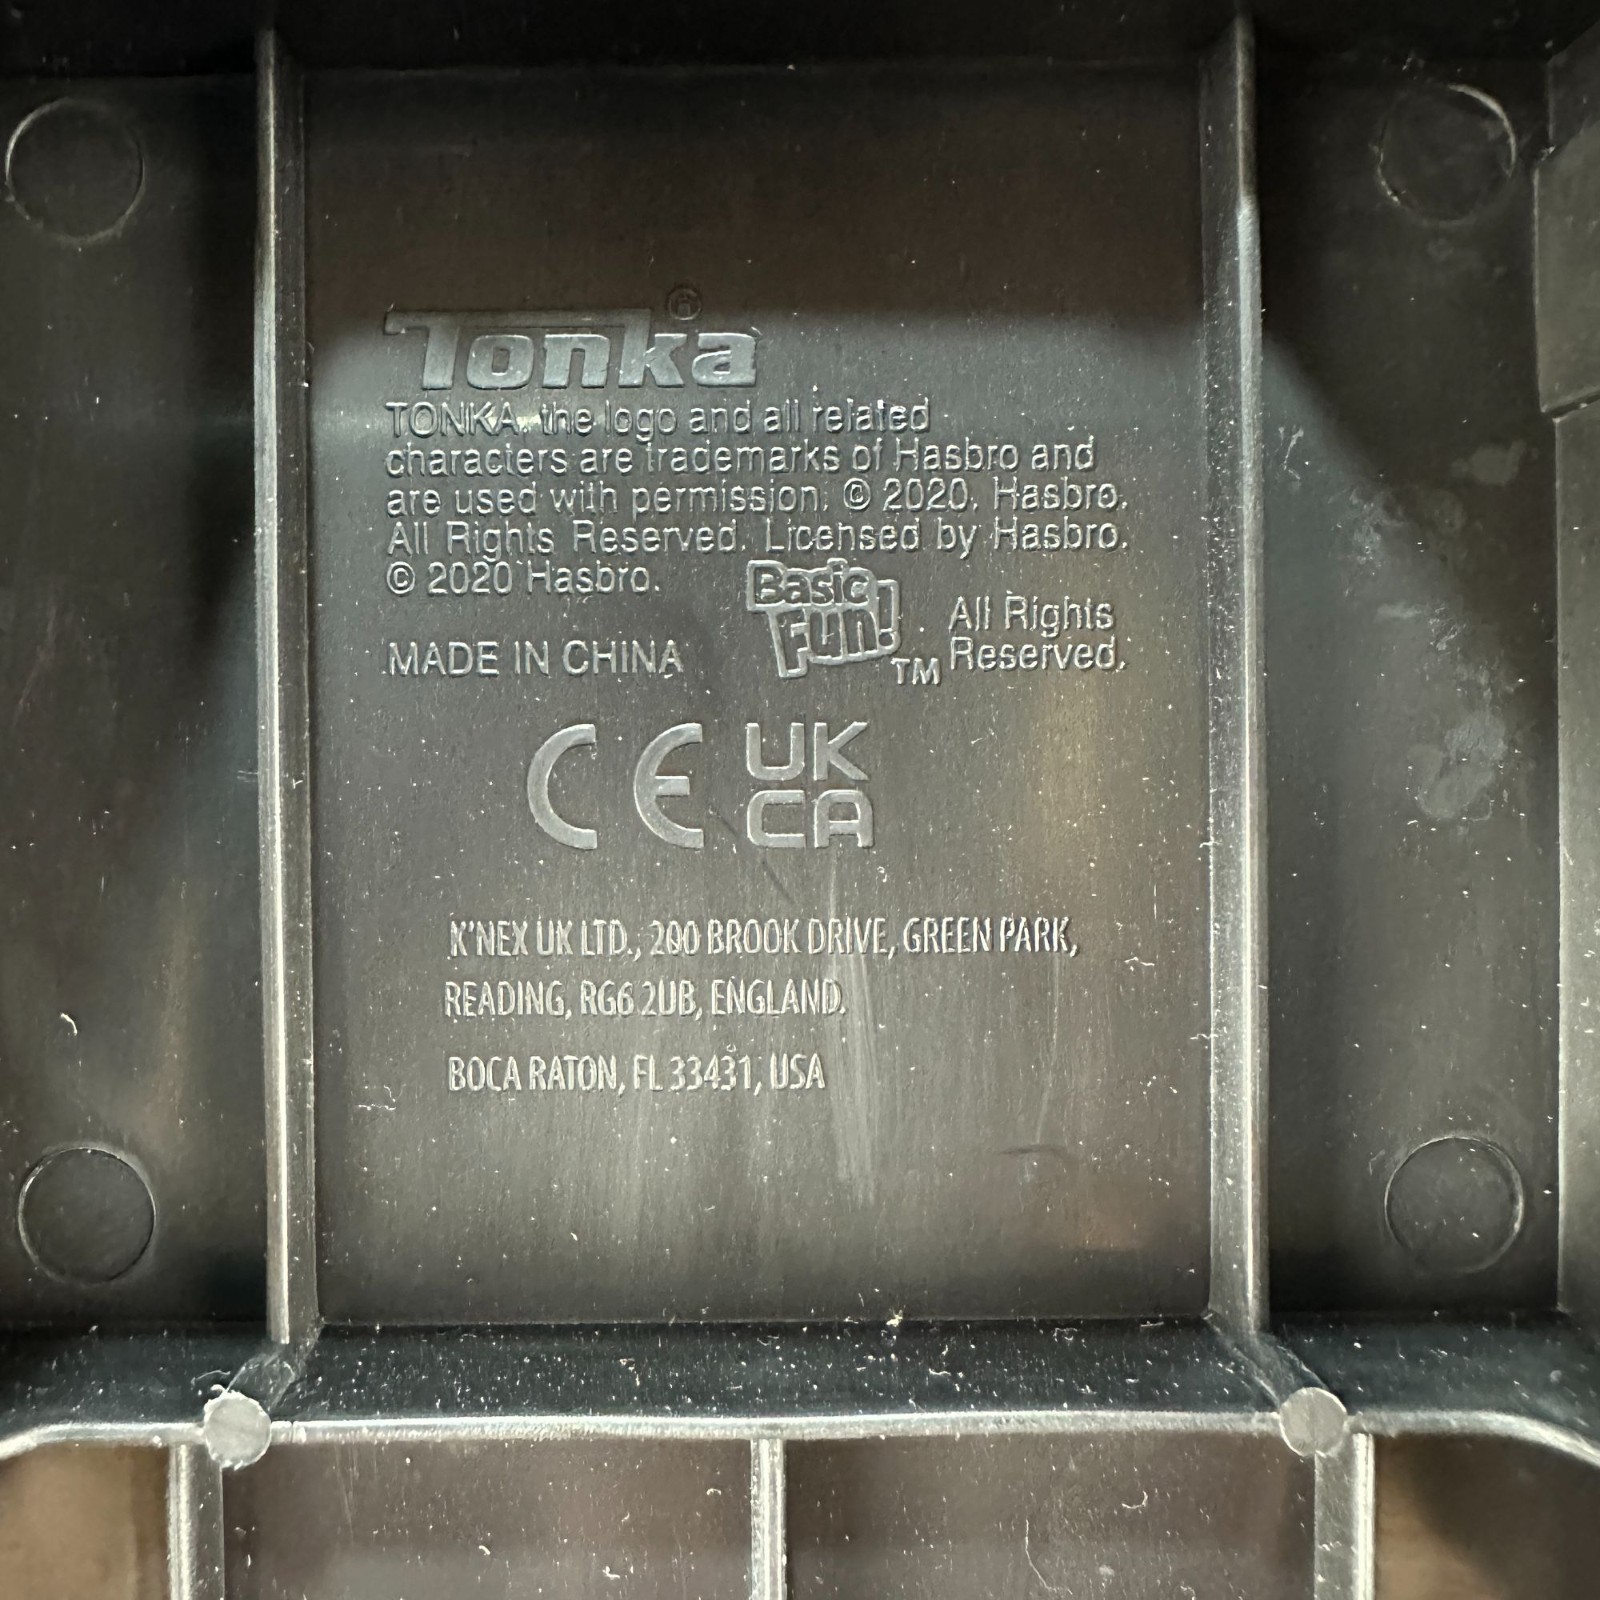 Tonka®
TONKA, the logo and all related
characters are trademarks of Hasbro and
are used with permission. © 2020. Hasbro.
All Rights Reserved. Licensed by Hasbro.
© 2020 Hasbro.
Basic Fun!™. All Rights Reserved.
MADE IN CHINA
CE UK CA
K'NEX UK LTD., 200 BROOK DRIVE, GREEN PARK,
READING, RG6 2UB, ENGLAND.
BOCA RATON, FL 33431, USA